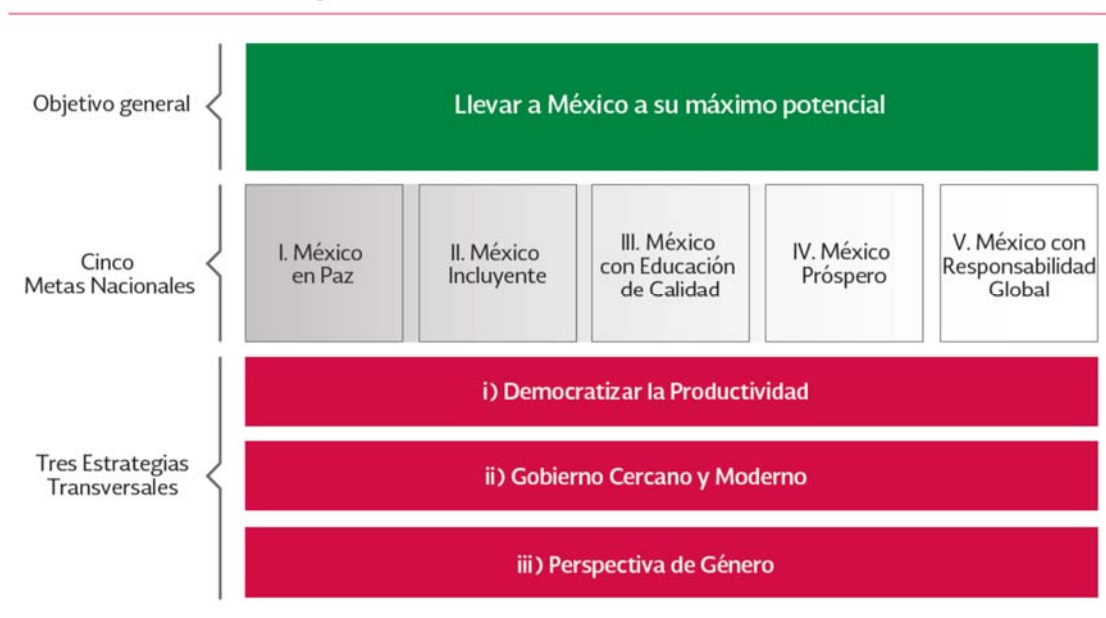 Objetivo general
Llevar a México a su máximo potencial
Cinco
Metas Nacionales
I. México
en Paz
II. México
Incluyente
III. México
con Educación
de Calidad
IV. México
Próspero
V. México con
Responsabilidad
Global
Tres Estrategias
Transversales
i) Democratizar la Productividad
ii) Gobierno Cercano y Moderno
iii) Perspectiva de Género